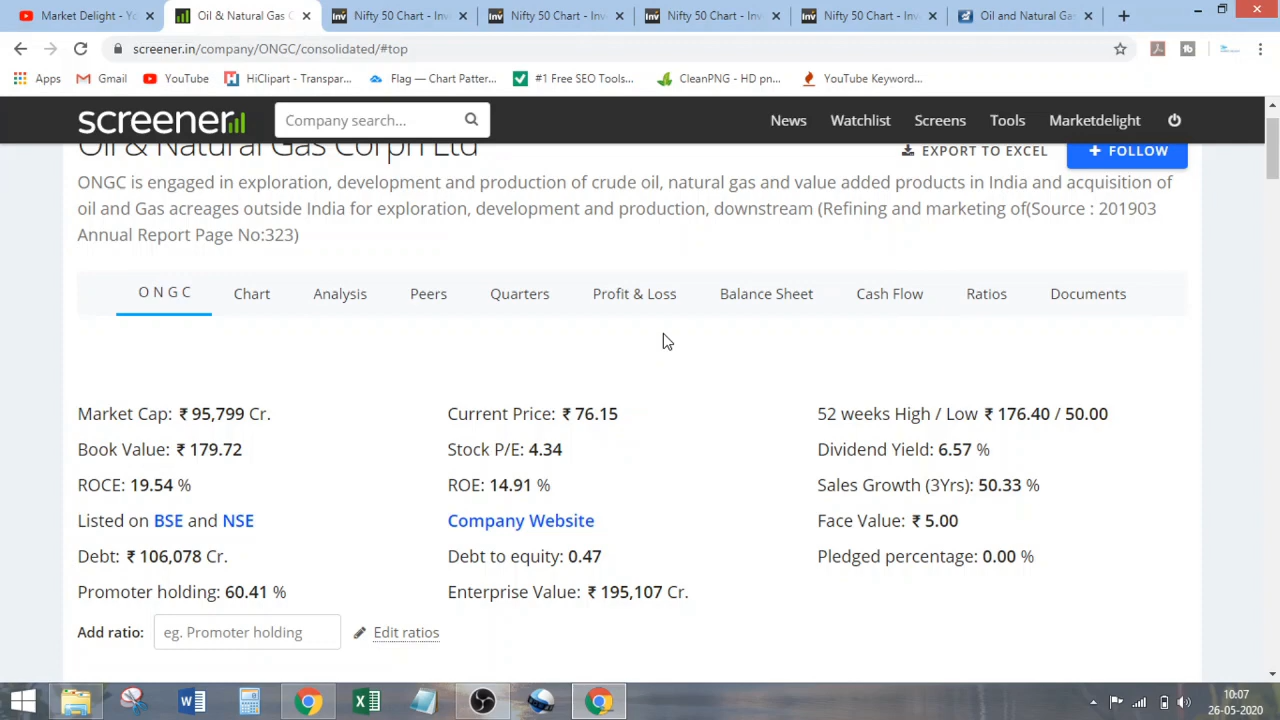 Market Delight - Yo
Oil & Natural Gas C
Nifty 50 Chart - Inve
Nifty 50 Chart - Inve
Nifty 50 Chart - Inve
Nifty 50 Chart - Inve
Oil and Natural Gas
screener.in/company/ONGC/consolidated/#top
Apps
Gmail
YouTube
HiClipart - Transpar...
Flag — Chart Patter...
#1 Free SEO Tools...
CleanPNG - HD pn...
YouTube Keyword...
screener
Company search...
News
Watchlist
Screens
Tools
Marketdelight
Oil & Natural Gas Corpn Ltd
EXPORT TO EXCEL
+ FOLLOW
ONGC is engaged in exploration, development and production of crude oil, natural gas and value added products in India and acquisition of
oil and Gas acreages outside India for exploration, development and production, downstream (Refining and marketing of(Source : 201903
Annual Report Page No:323)
O N G C
Chart
Analysis
Peers
Quarters
Profit & Loss
Balance Sheet
Cash Flow
Ratios
Documents
Market Cap: ₹ 95,799 Cr.
Current Price: ₹ 76.15
52 weeks High / Low ₹ 176.40 / 50.00
Book Value: ₹ 179.72
Stock P/E: 4.34
Dividend Yield: 6.57 %
ROCE: 19.54 %
ROE: 14.91 %
Sales Growth (3Yrs): 50.33 %
Listed on BSE and NSE
Company Website
Face Value: ₹ 5.00
Debt: ₹ 106,078 Cr.
Debt to equity: 0.47
Pledged percentage: 0.00 %
Promoter holding: 60.41 %
Enterprise Value: ₹ 195,107 Cr.
Add ratio:
eg. Promoter holding
Edit ratios
10:07
26-05-2020